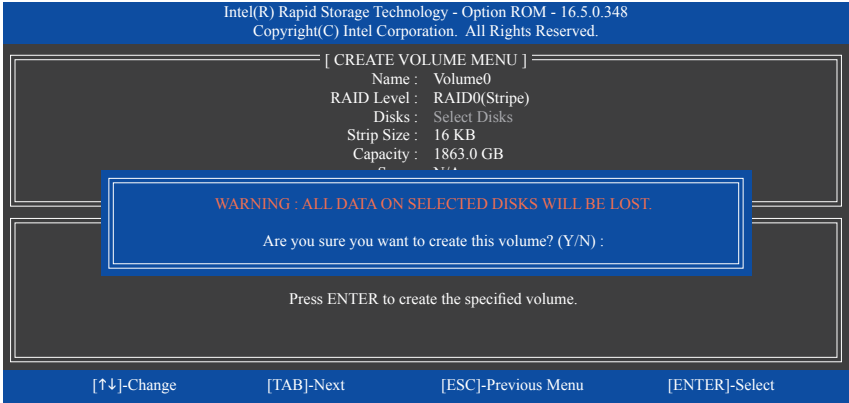 Intel(R) Rapid Storage Technology - Option ROM - 16.5.0.348
Copyright(C) Intel Corporation. All Rights Reserved.
[ CREATE VOLUME MENU ]
Name : Volume0
RAID Level : RAID0(Stripe)
Disks : Select Disks
Strip Size : 16 KB
Capacity : 1863.0 GB
WARNING : ALL DATA ON SELECTED DISKS WILL BE LOST.
Are you sure you want to create this volume? (Y/N) :
Press ENTER to create the specified volume.
[↑↓]-Change [TAB]-Next [ESC]-Previous Menu [ENTER]-Select